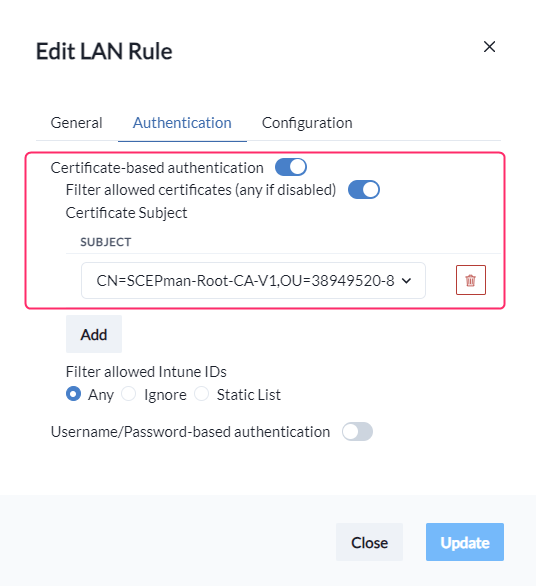 Edit LAN Rule
General Authentication Configuration
Certificate-based authentication
Filter allowed certificates (any if disabled)
Certificate Subject
SUBJECT
CN=SCEPman-Root-CA-V1,OU=38949520-8
Add
Filter allowed Intune IDs
Any Ignore Static List
Username/Password-based authentication
Close Update